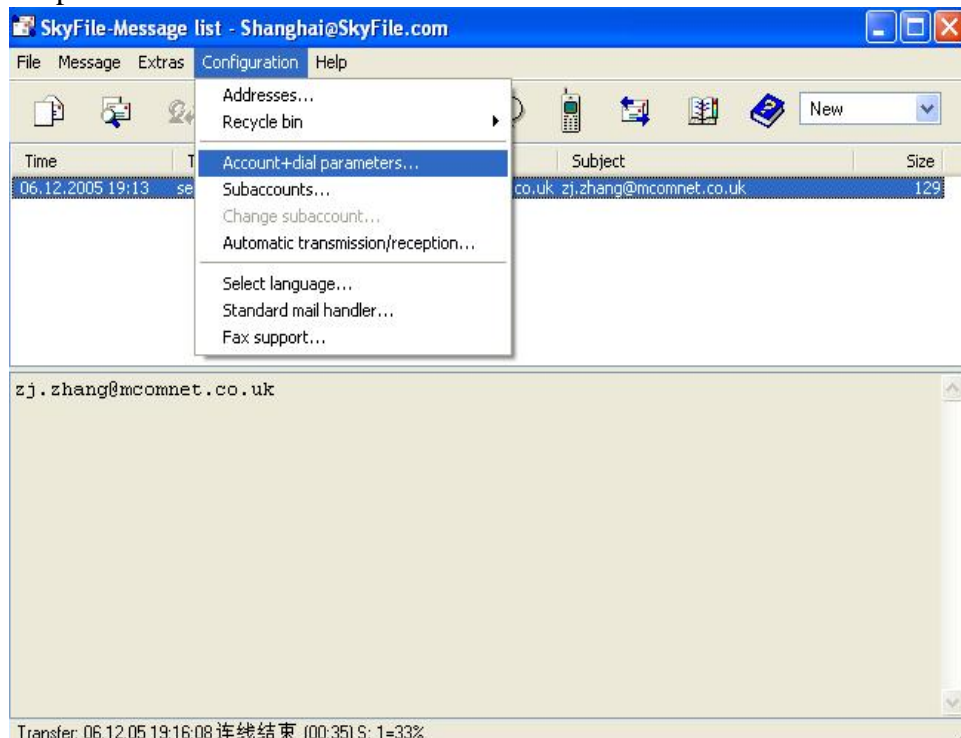 SkyFile-Message list - Shanghai@SkyFile.com
File Message Extras Configuration Help
Addresses...
Recycle bin
Account+dial parameters...
Subaccounts...
Change subaccount...
Automatic transmission/reception...
Select language...
Standard mail handler...
Fax support...
New
Time T Subject Size
06.12.2005 19:13 se co.uk zj.zhang@mcomnet.co.uk 129
zj.zhang@mcomnet.co.uk
Transfer: 06.12.05 19:16:08 连线结束 (00:35) S: 1=33%